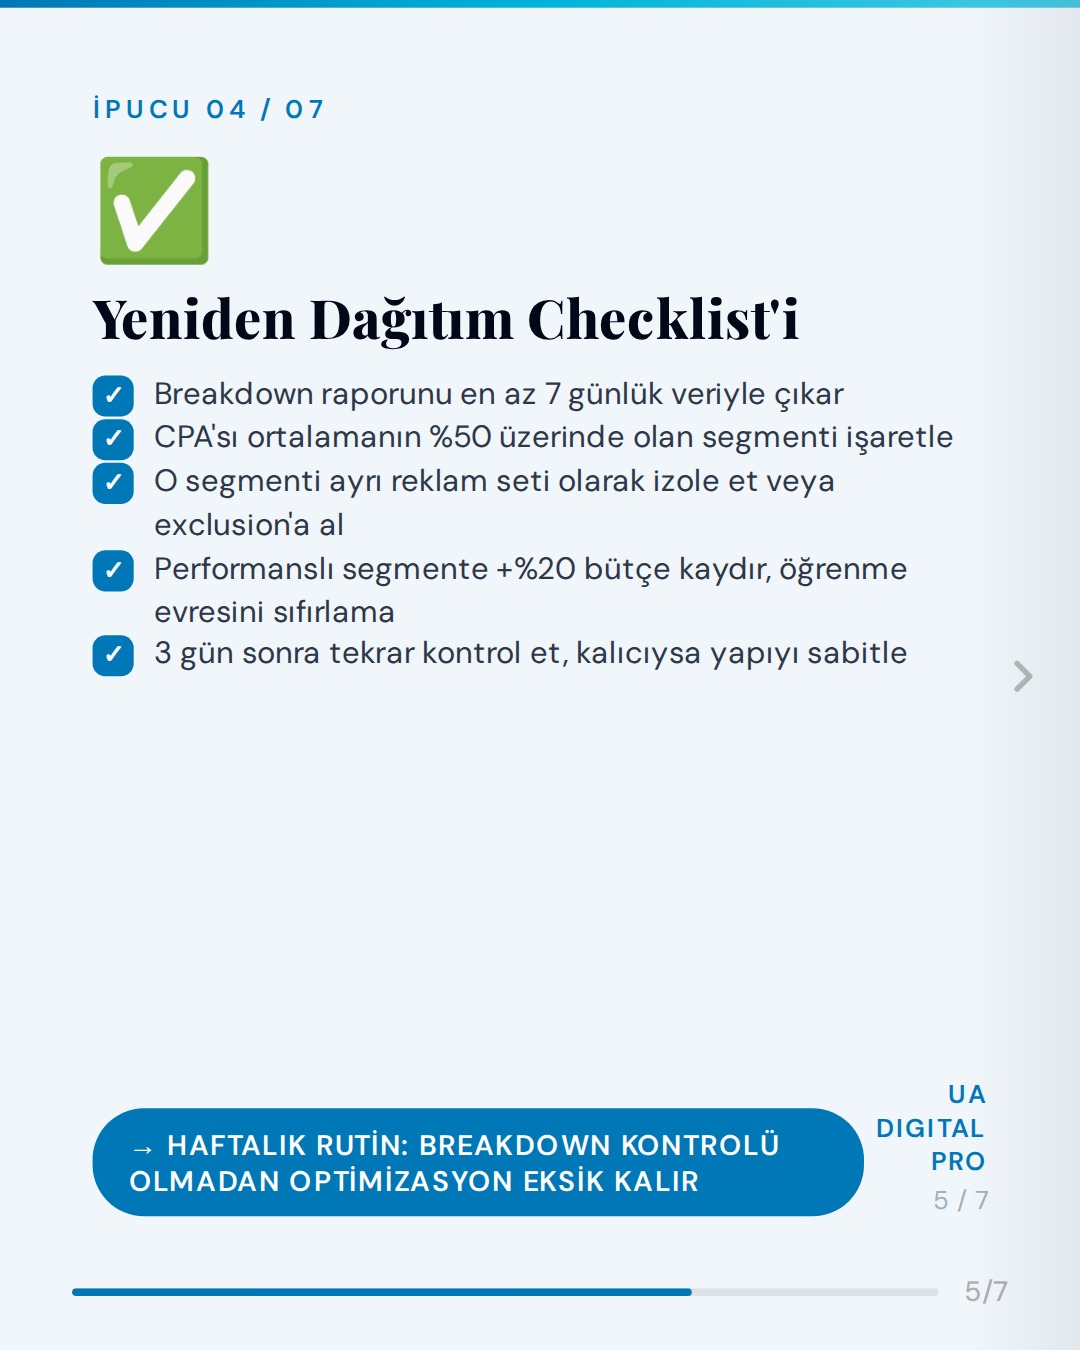 İPUCU 04 / 07
Yeniden Dağıtım Checklist'i
Breakdown raporunu en az 7 günlük veriyle çıkar
CPA'sı ortalamanın %50 üzerinde olan segmenti işaretle
O segmenti ayrı reklam seti olarak izole et veya
exclusion'a al
Performanslı segmente +%20 bütçe kaydır, öğrenme
evresini sıfırlama
3 gün sonra tekrar kontrol et, kalıcıysa yapıyı sabitle
→ HAFTALIK RUTİN: BREAKDOWN KONTROLÜ
OLMADAN OPTİMİZASYON EKSİK KALIR
UA
DIGITAL
PRO
5 / 7
5/7